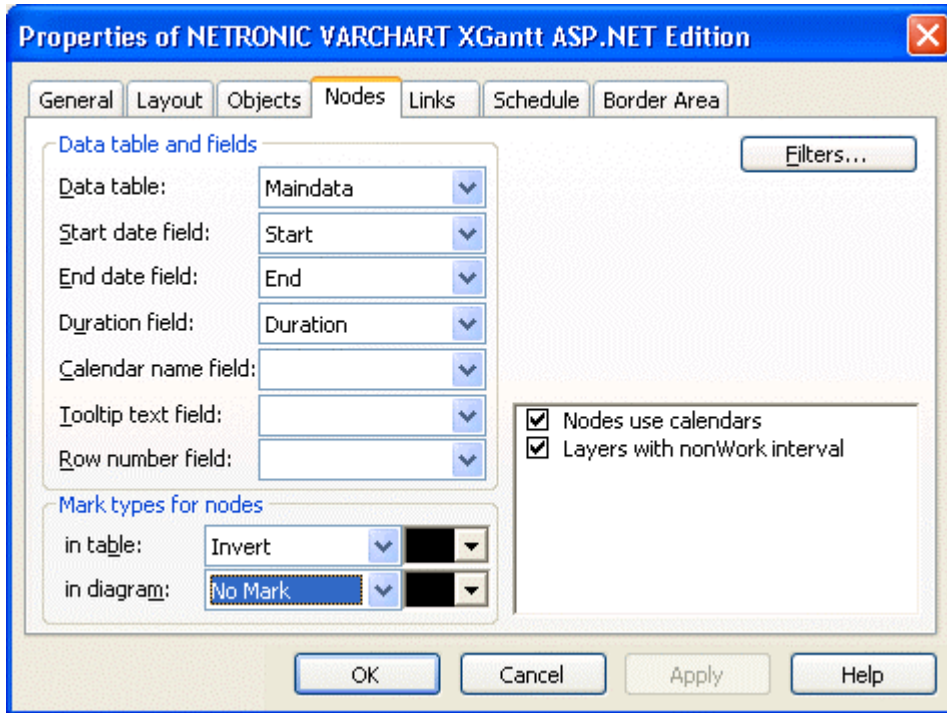 Properties of NETRONIC VARCHART XGantt ASP.NET Edition
General Layout Objects Nodes Links Schedule Border Area
Data table and fields
Filters...
Data table: Maindata
Start date field: Start
End date field: End
Duration field: Duration
Calendar name field:
Tooltip text field:
Nodes use calendars
Layers with nonWork interval
Row number field:
Mark types for nodes
in table: Invert
in diagram: No Mark
OK Cancel Apply Help